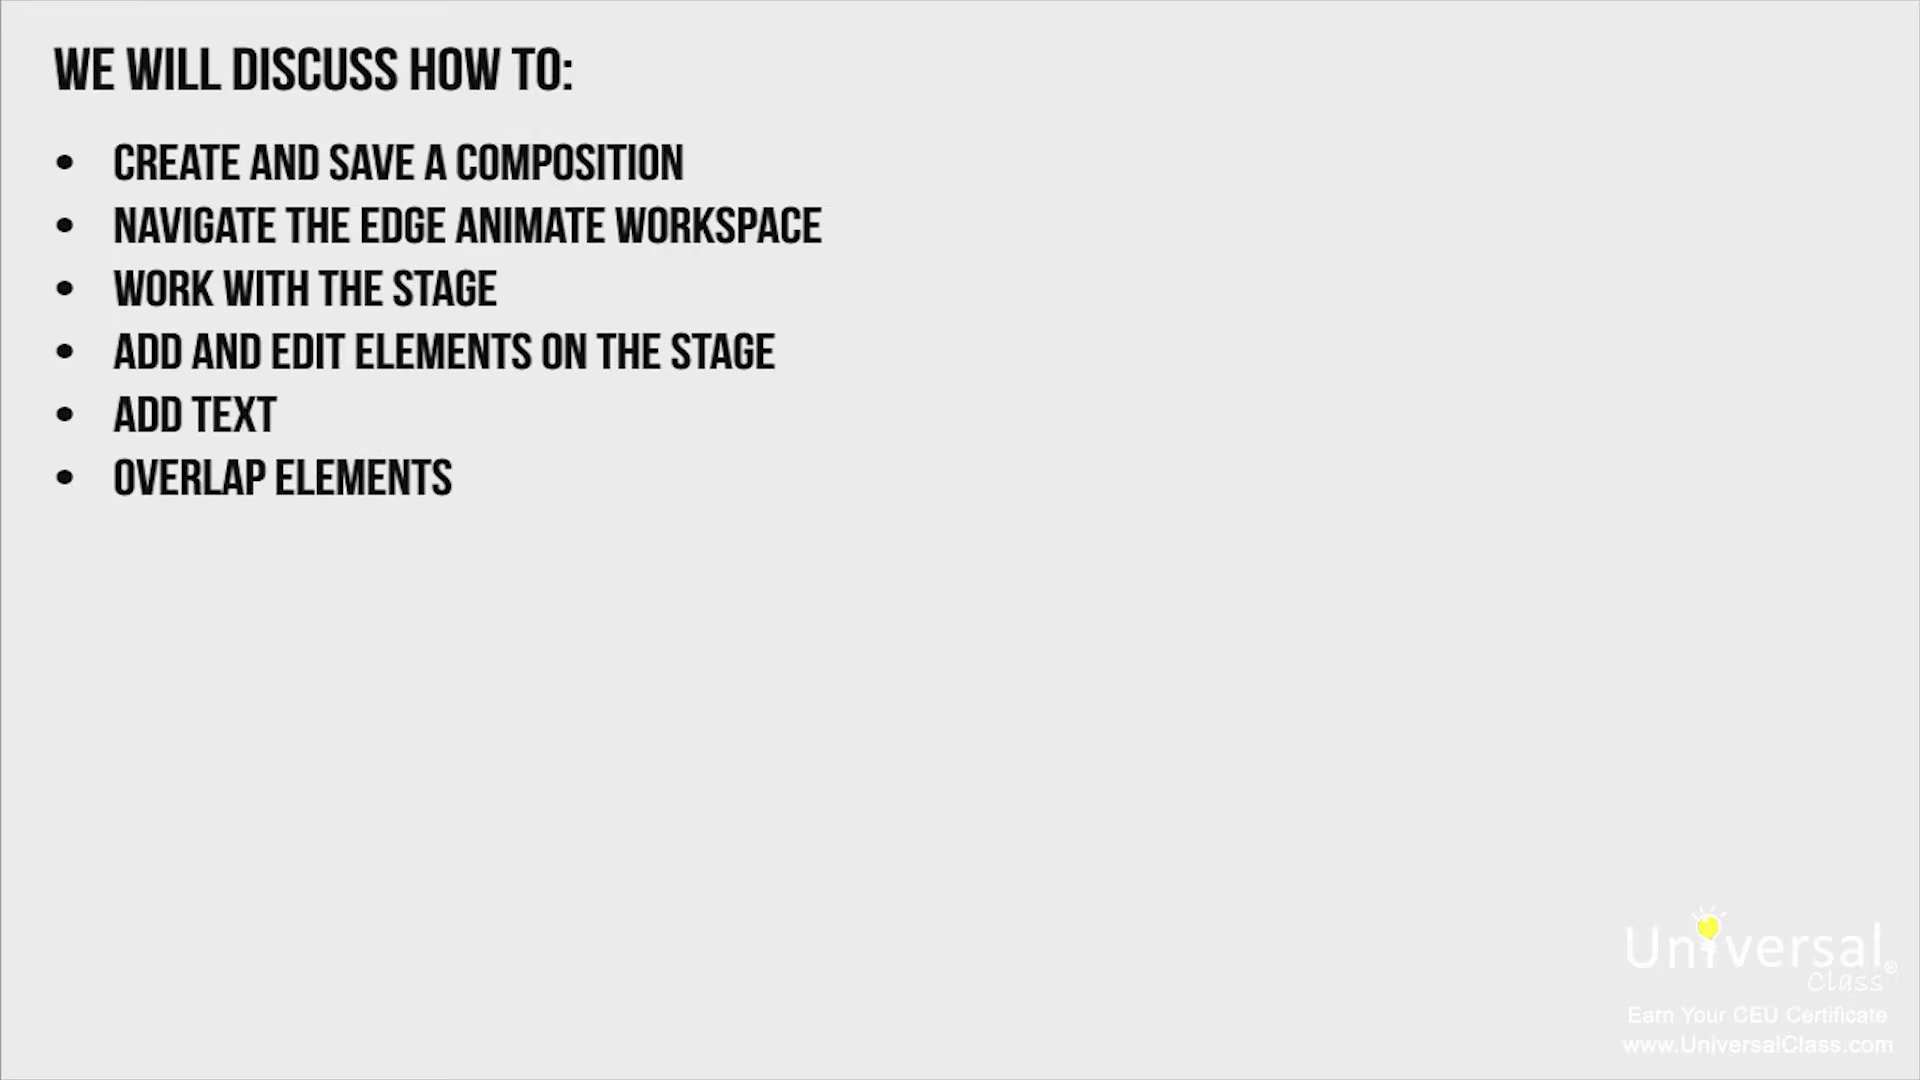 WE WILL DISCUSS HOW TO:
• CREATE AND SAVE A COMPOSITION
• NAVIGATE THE EDGE ANIMATE WORKSPACE
• WORK WITH THE STAGE
• ADD AND EDIT ELEMENTS ON THE STAGE
• ADD TEXT
• OVERLAP ELEMENTS
Universal
Class®
Earn Your CEU Certificate
www.UniversalClass.com